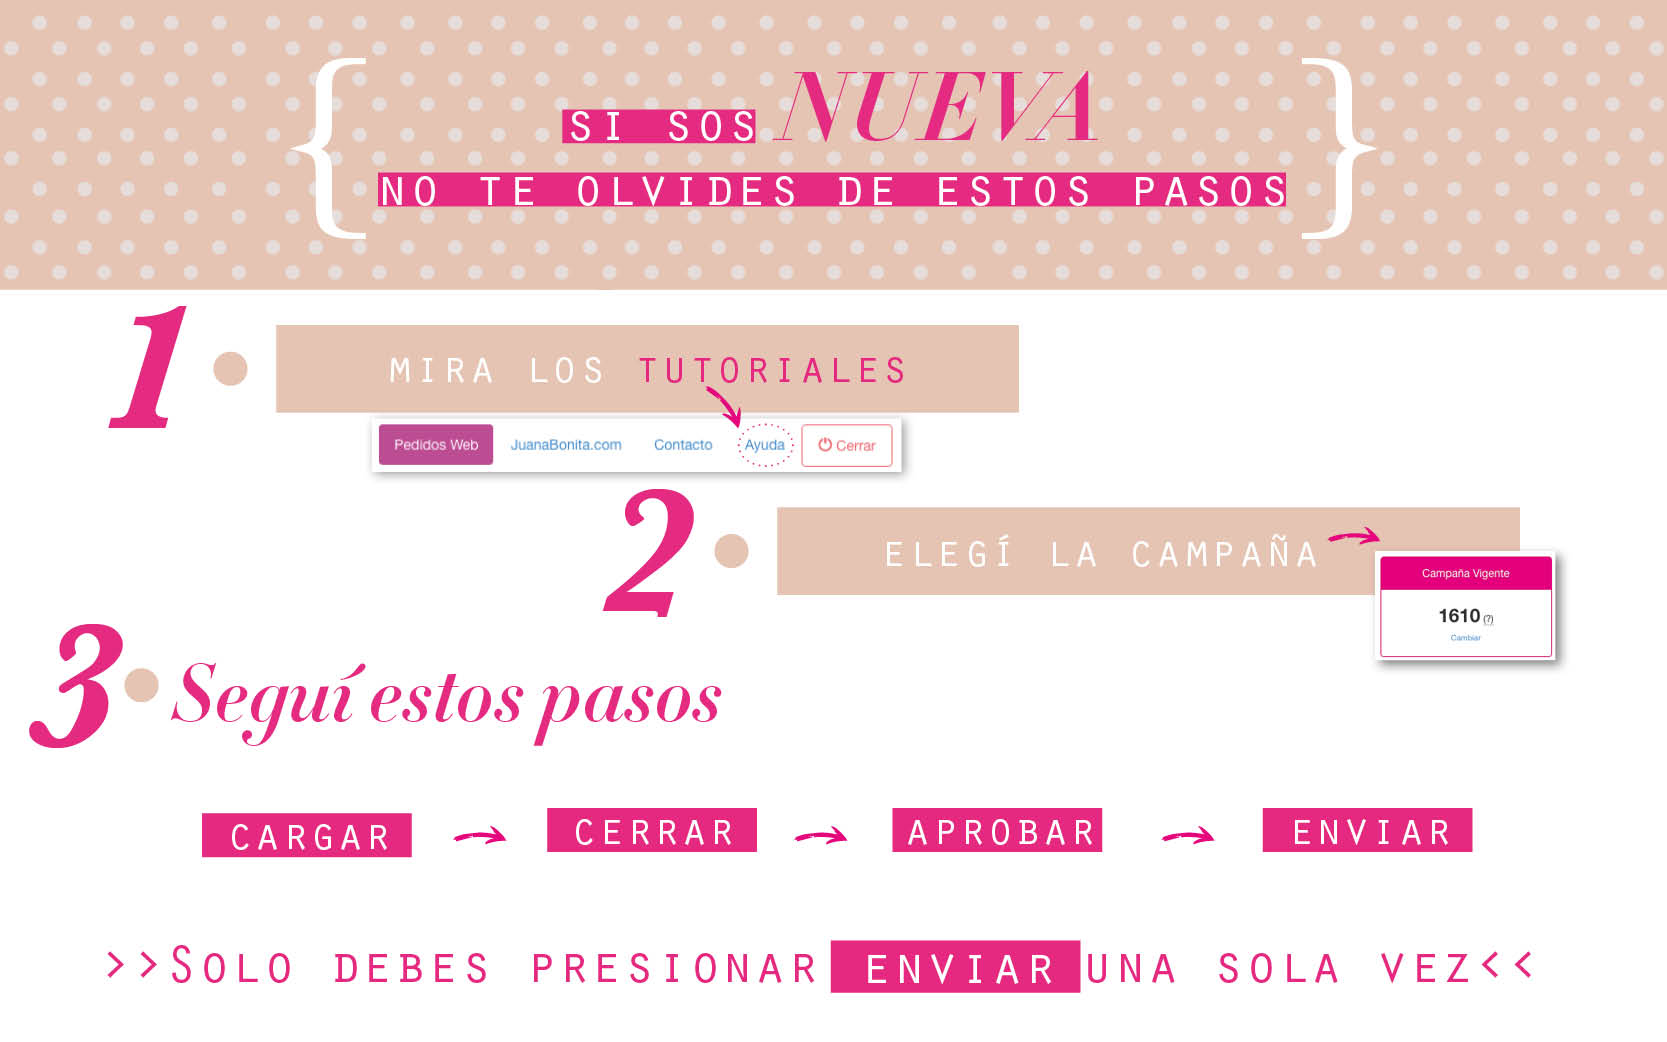 SI SOS NUEVA
NO TE OLVIDES DE ESTOS PASOS
1
MIRA LOS TUTORIALES
Pedidos Web JuanaBonita.com Contacto Ayuda Cerrar
2
ELEGÍ LA CAMPAÑA
Campaña Vigente
1610 (?)
Cambiar
3 Seguí estos pasos
CARGAR CERRAR APROBAR ENVIAR
>>SOLO DEBES PRESIONAR ENVIAR UNA SOLA VEZ<<